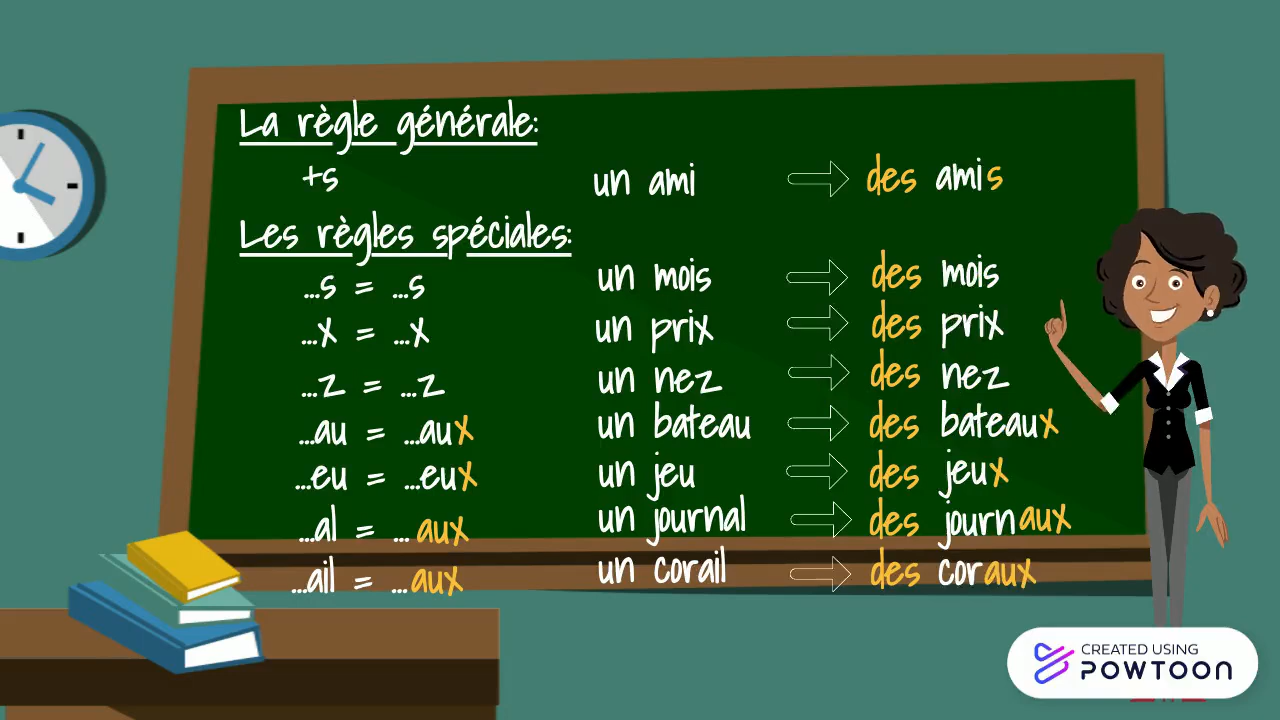 La règle générale:
+s un ami des amis
Les règles spéciales:
...s = ...s un mois des mois
...x = ...x un prix des prix
...z = ...z un nez des nez
...au = ...aux un bateau des bateaux
...eu = ...eux un jeu des jeux
...al = ... aux un journal des journaux
...ail = ...aux un corail des coraux
CREATED USING
POWTOON